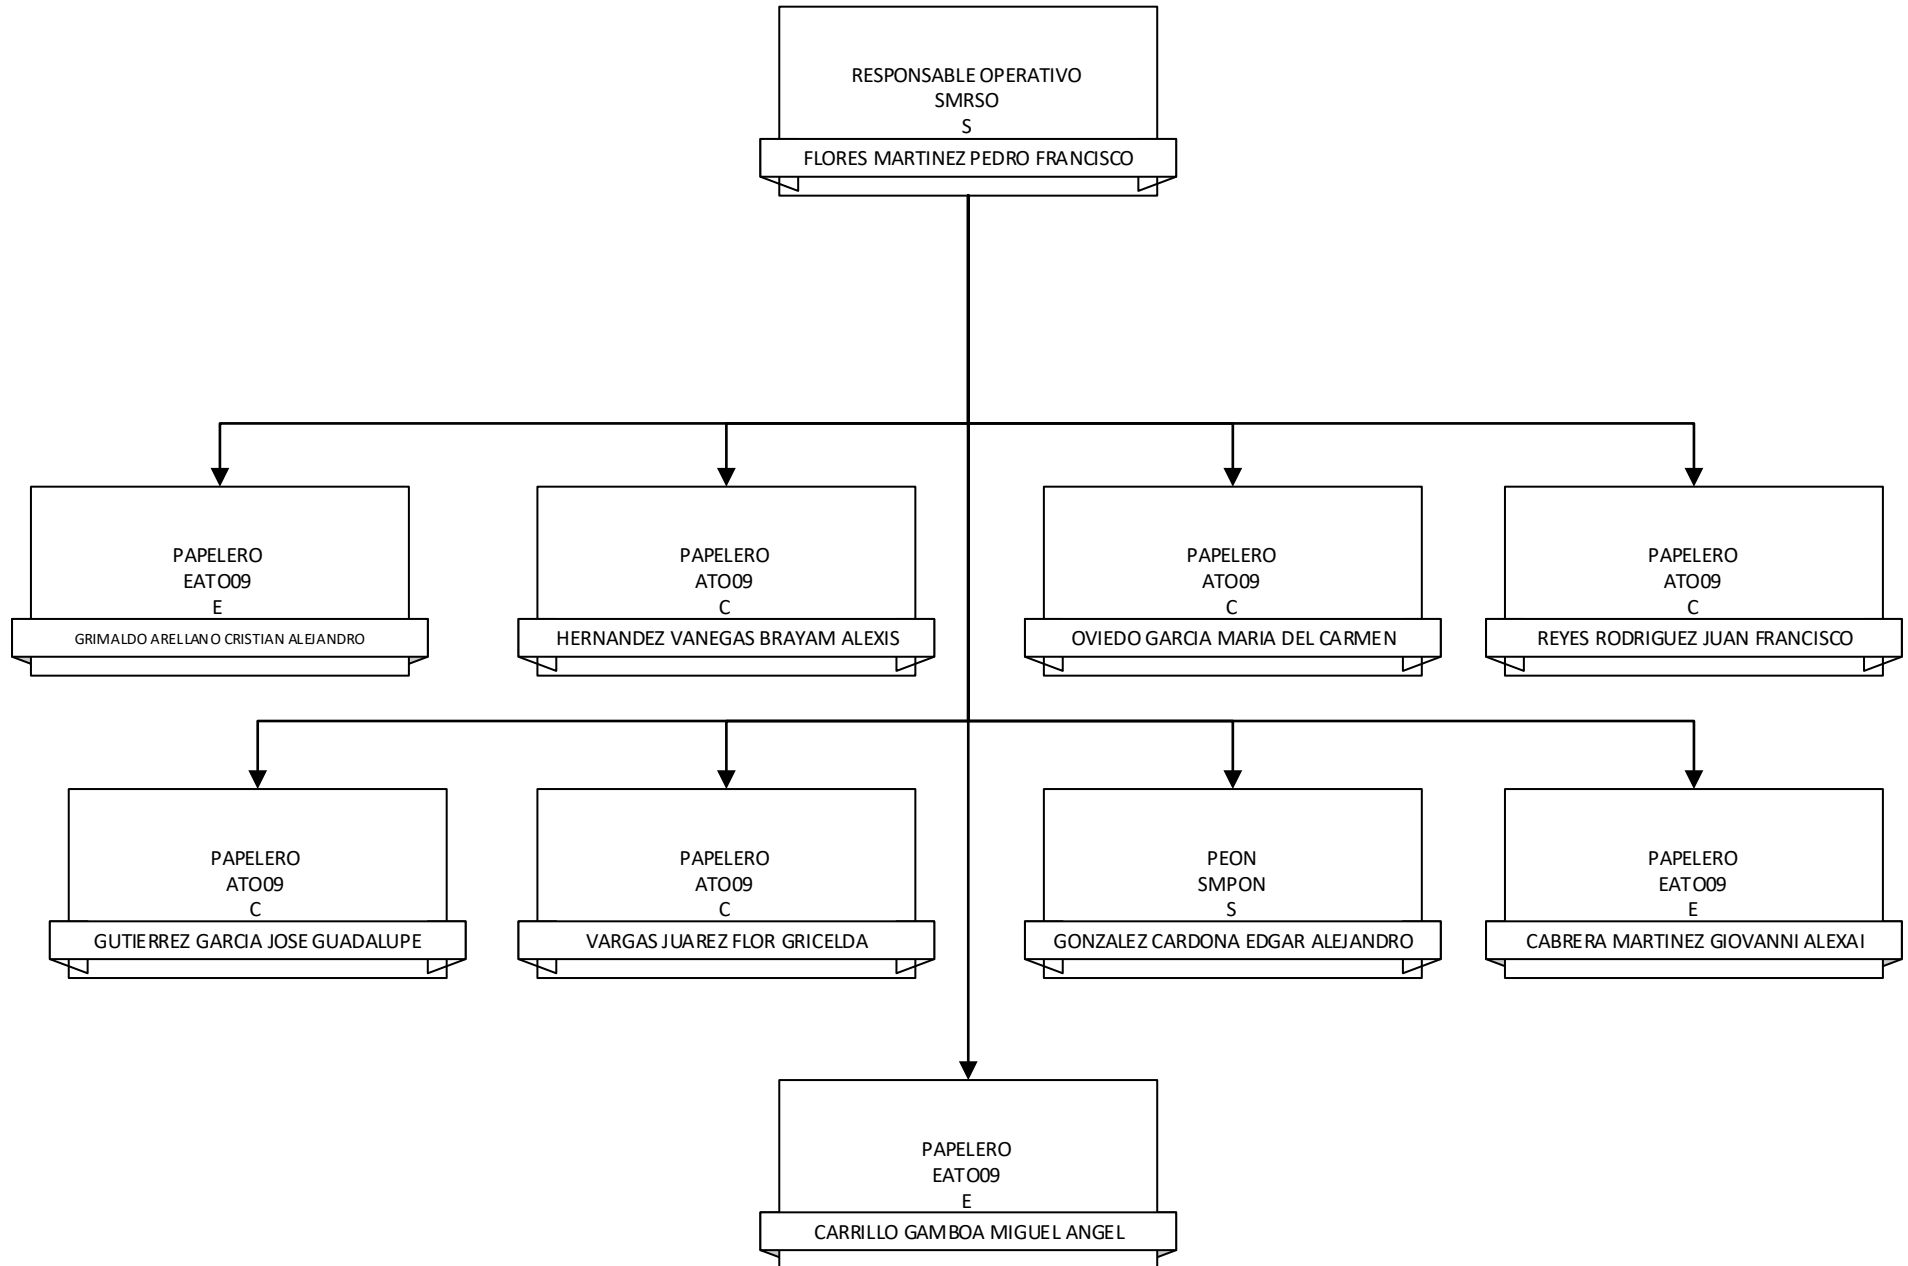 RESPONSABLE OPERATIVO
SMRSO
S
FLORES MARTINEZ PEDRO FRANCISCO
PAPELERO
EATO09
E
GRIMALDO ARELLANO CRISTIAN ALEJANDRO
PAPELERO
ATO09
C
HERNANDEZ VANEGAS BRAYAM ALEXIS
PAPELERO
ATO09
C
OVIEDO GARCIA MARIA DEL CARMEN
PAPELERO
ATO09
C
REYES RODRIGUEZ JUAN FRANCISCO
PAPELERO
ATO09
C
GUTIERREZ GARCIA JOSE GUADALUPE
PAPELERO
ATO09
C
VARGAS JUAREZ FLOR GRICELDA
PEON
SMPON
S
GONZALEZ CARDONA EDGAR ALEJANDRO
PAPELERO
EATO09
E
CABRERA MARTINEZ GIOVANNI ALEXAI
PAPELERO
EATO09
E
CARRILLO GAMBOA MIGUEL ANGEL